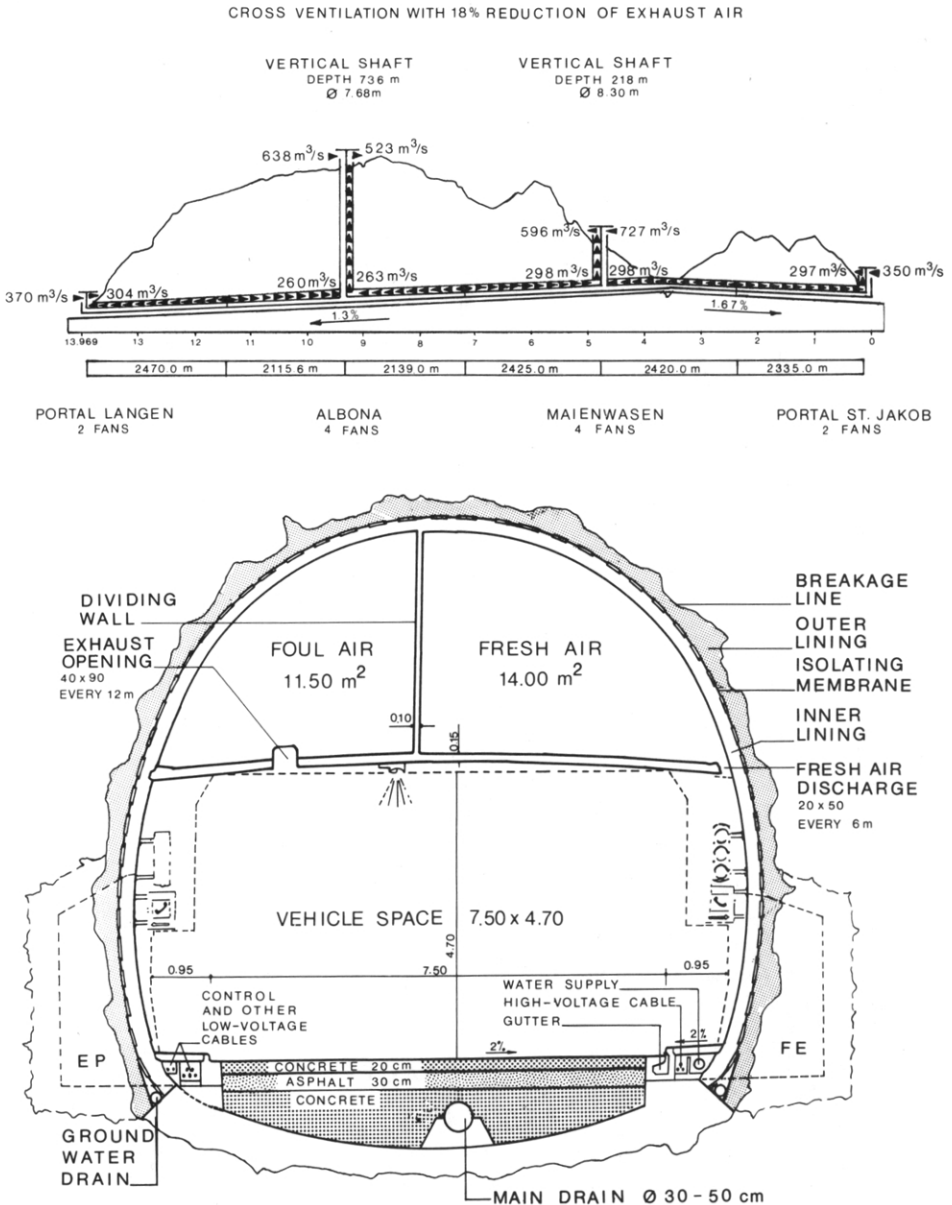 CROSS VENTILATION WITH 18% REDUCTION OF EXHAUST AIR
VERTICAL SHAFT
DEPTH 736 m
Ø 7.68m
VERTICAL SHAFT
DEPTH 218 m
Ø 8.30 m
638 m³/s
523 m³/s
596 m³/s
727 m³/s
370 m³/s
304 m³/s
260 m³/s
263 m³/s
298 m³/s
298 m³/s
297 m³/s
350 m³/s
1.3%
1.67%
13.969 13 12 11 10 9 8 7 6 5 4 3 2 1 0
2470.0 m 2115.6 m 2139.0 m 2425.0 m 2420.0 m 2335.0 m
PORTAL LANGEN
2 FANS
ALBONA
4 FANS
MAIENWASEN
4 FANS
PORTAL ST. JAKOB
2 FANS
DIVIDING
WALL
EXHAUST
OPENING
40 x 90
EVERY 12 m
FOUL AIR
11.50 m²
FRESH AIR
14.00 m²
0.10
0.15
BREAKAGE
LINE
OUTER
LINING
ISOLATING
MEMBRANE
INNER
LINING
FRESH AIR
DISCHARGE
20 x 50
EVERY 6 m
VEHICLE SPACE 7.50 x 4.70
4.70
0.95 7.50 0.95
CONTROL
AND OTHER
LOW-VOLTAGE
CABLES
WATER SUPPLY
HIGH-VOLTAGE CABLE
GUTTER
2%
2%
EP
FE
CONCRETE 20 cm
ASPHALT 30 cm
CONCRETE
GROUND
WATER
DRAIN
MAIN DRAIN Ø 30 - 50 cm